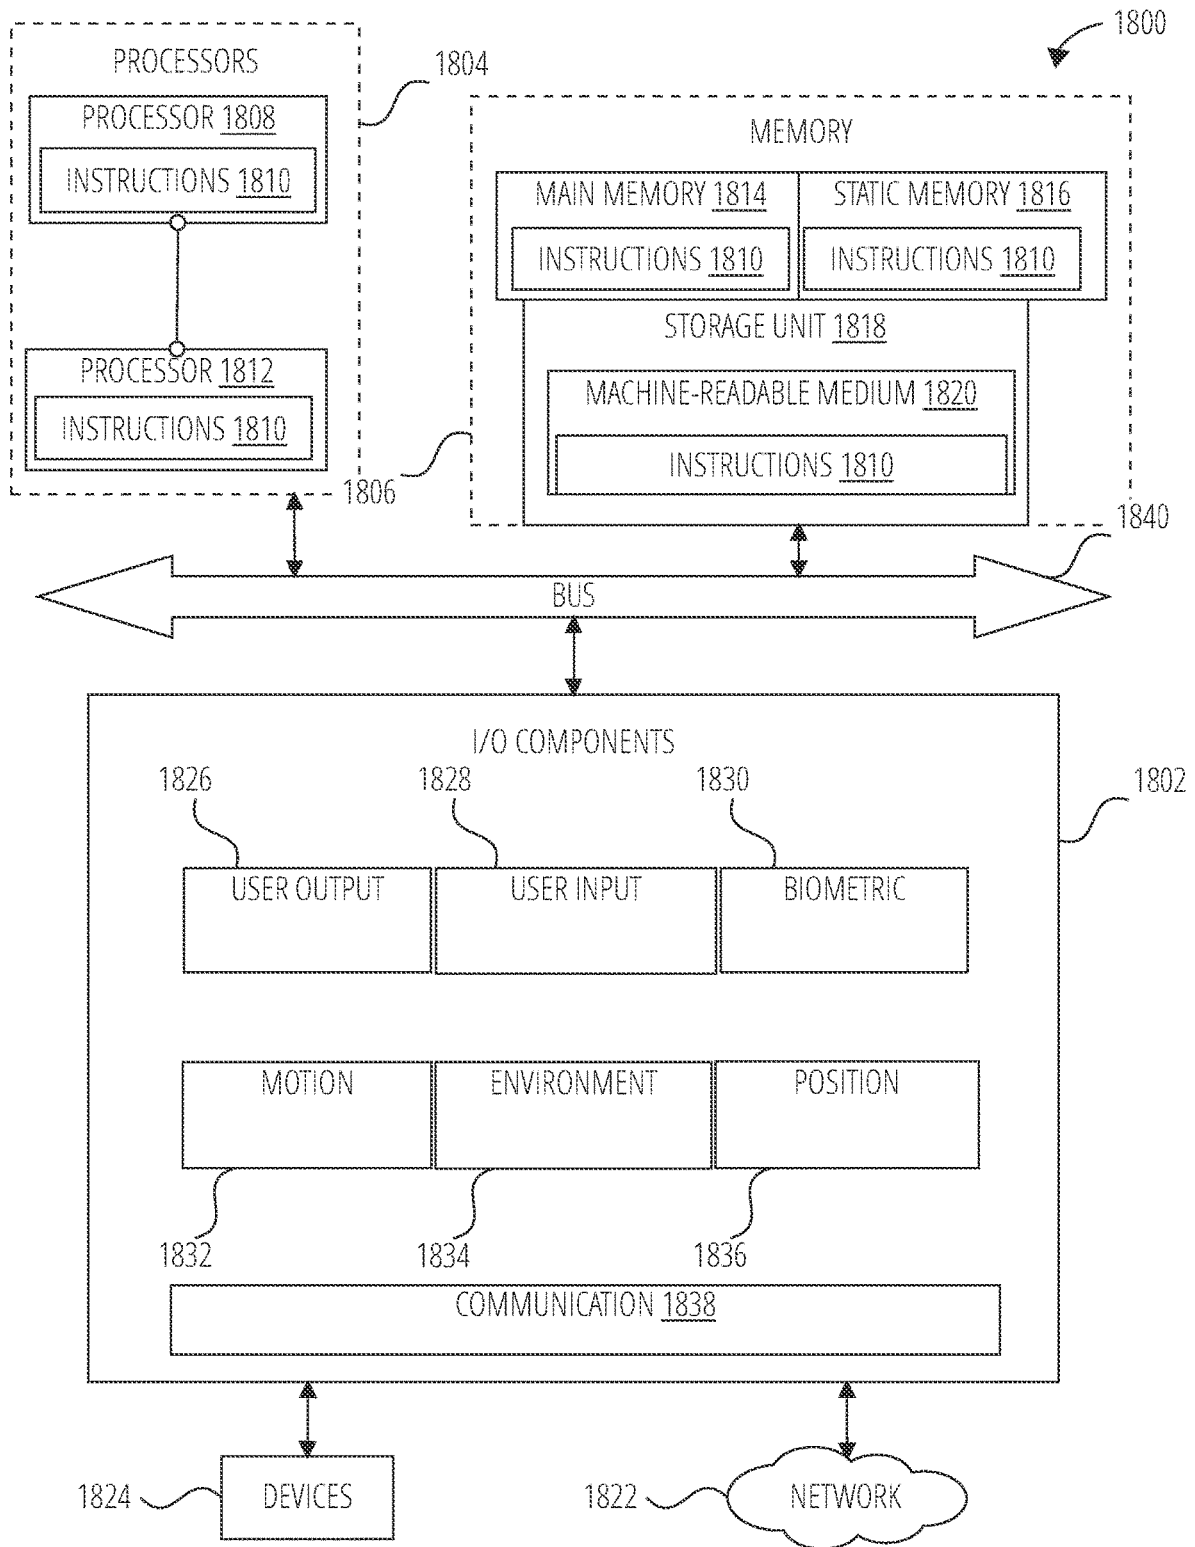 1800
PROCESSORS
1804
PROCESSOR 1808
INSTRUCTIONS 1810
PROCESSOR 1812
INSTRUCTIONS 1810
MEMORY
MAIN MEMORY 1814
INSTRUCTIONS 1810
STATIC MEMORY 1816
INSTRUCTIONS 1810
STORAGE UNIT 1818
MACHINE-READABLE MEDIUM 1820
INSTRUCTIONS 1810
1806
1840
BUS
I/O COMPONENTS
1802
1826
1828
1830
USER OUTPUT
USER INPUT
BIOMETRIC
MOTION
ENVIRONMENT
POSITION
1832
1834
1836
COMMUNICATION 1838
1824
DEVICES
1822
NETWORK